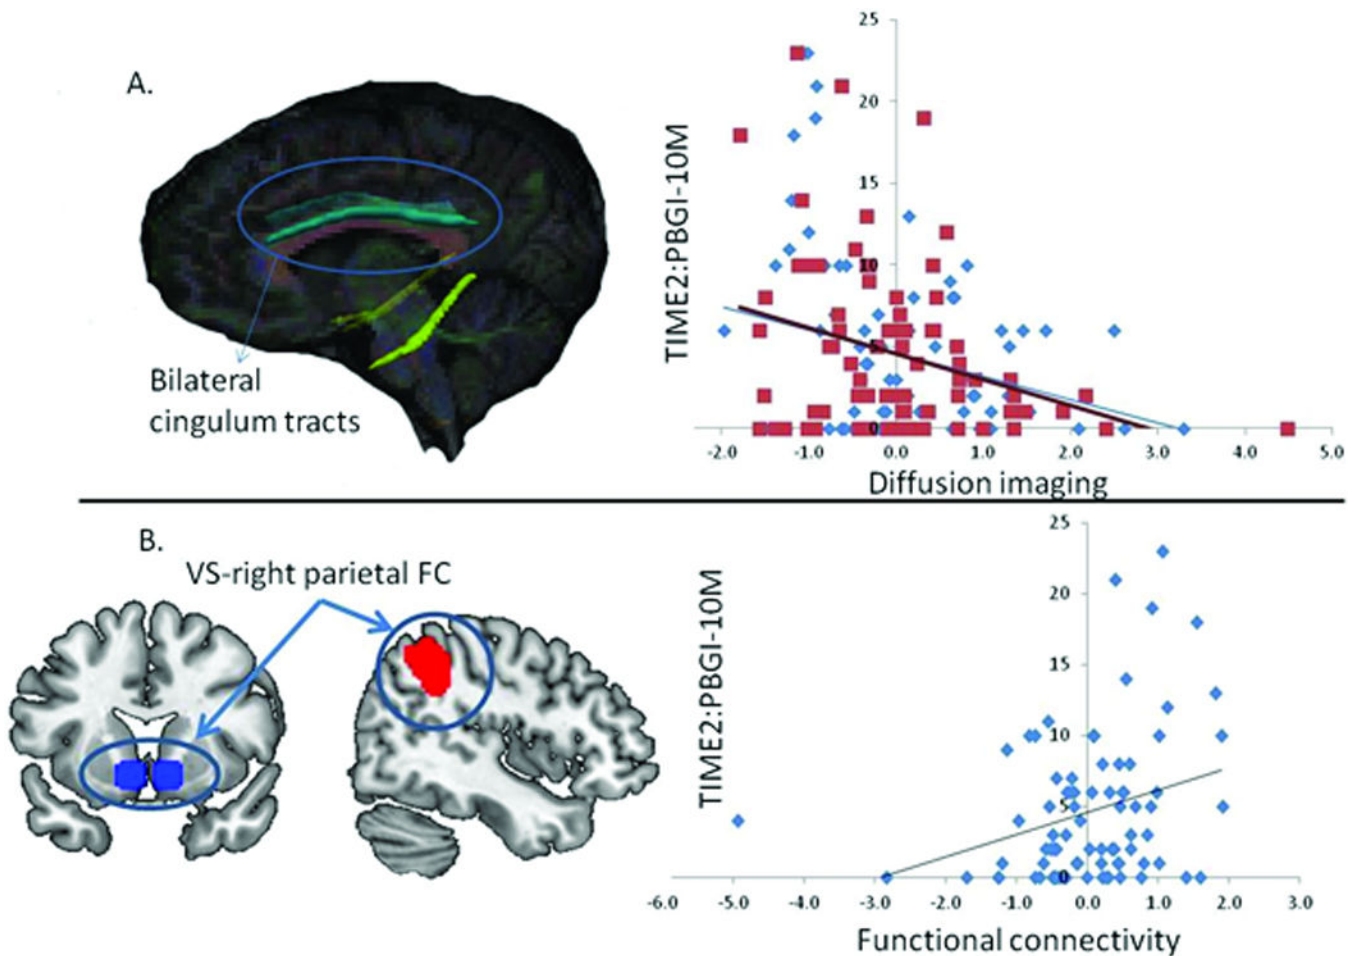 A.
Bilateral
cingulum tracts
TIME2:PBGI-10M
25
20
15
10
5
0
-2.0 -1.0 0.0 1.0 2.0 3.0 4.0 5.0
Diffusion imaging
B.
VS-right parietal FC
TIME2:PBGI-10M
25
20
15
10
5
0
-6.0 -5.0 -4.0 -3.0 -2.0 -1.0 0.0 1.0 2.0 3.0
Functional connectivity